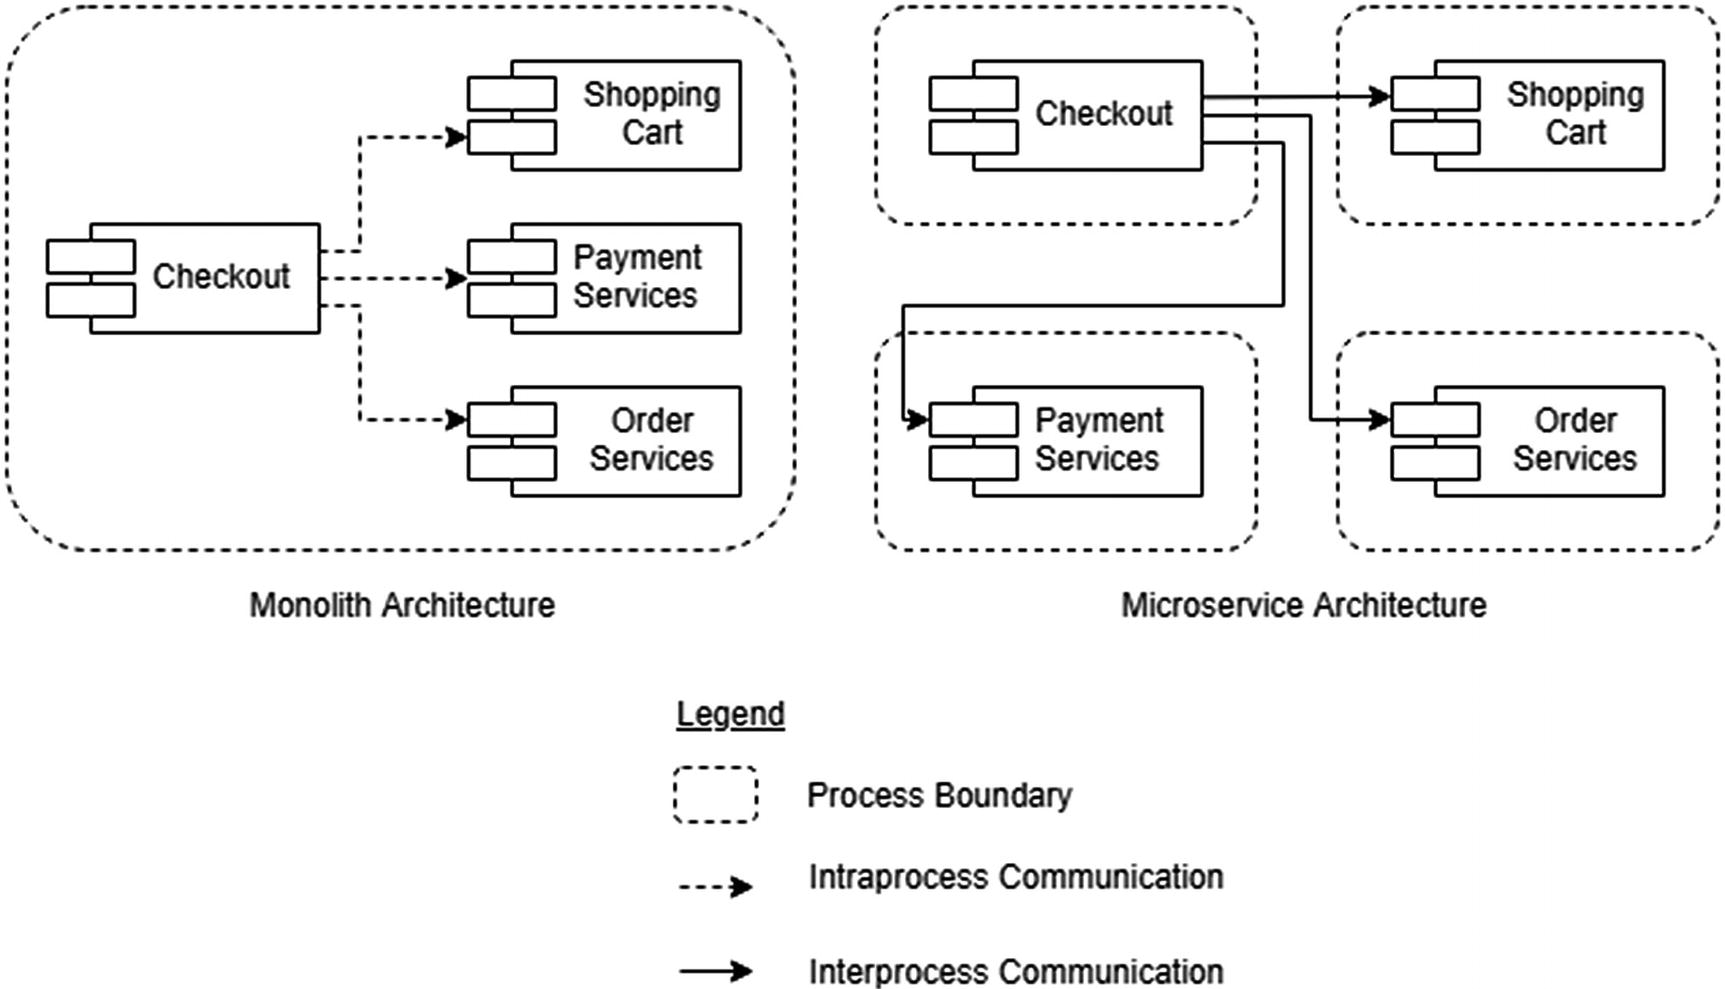 Shopping
Cart
Checkout
Payment
Services
Order
Services
Monolith Architecture
Checkout
Shopping
Cart
Payment
Services
Order
Services
Microservice Architecture
Legend
Process Boundary
Intraprocess Communication
Interprocess Communication